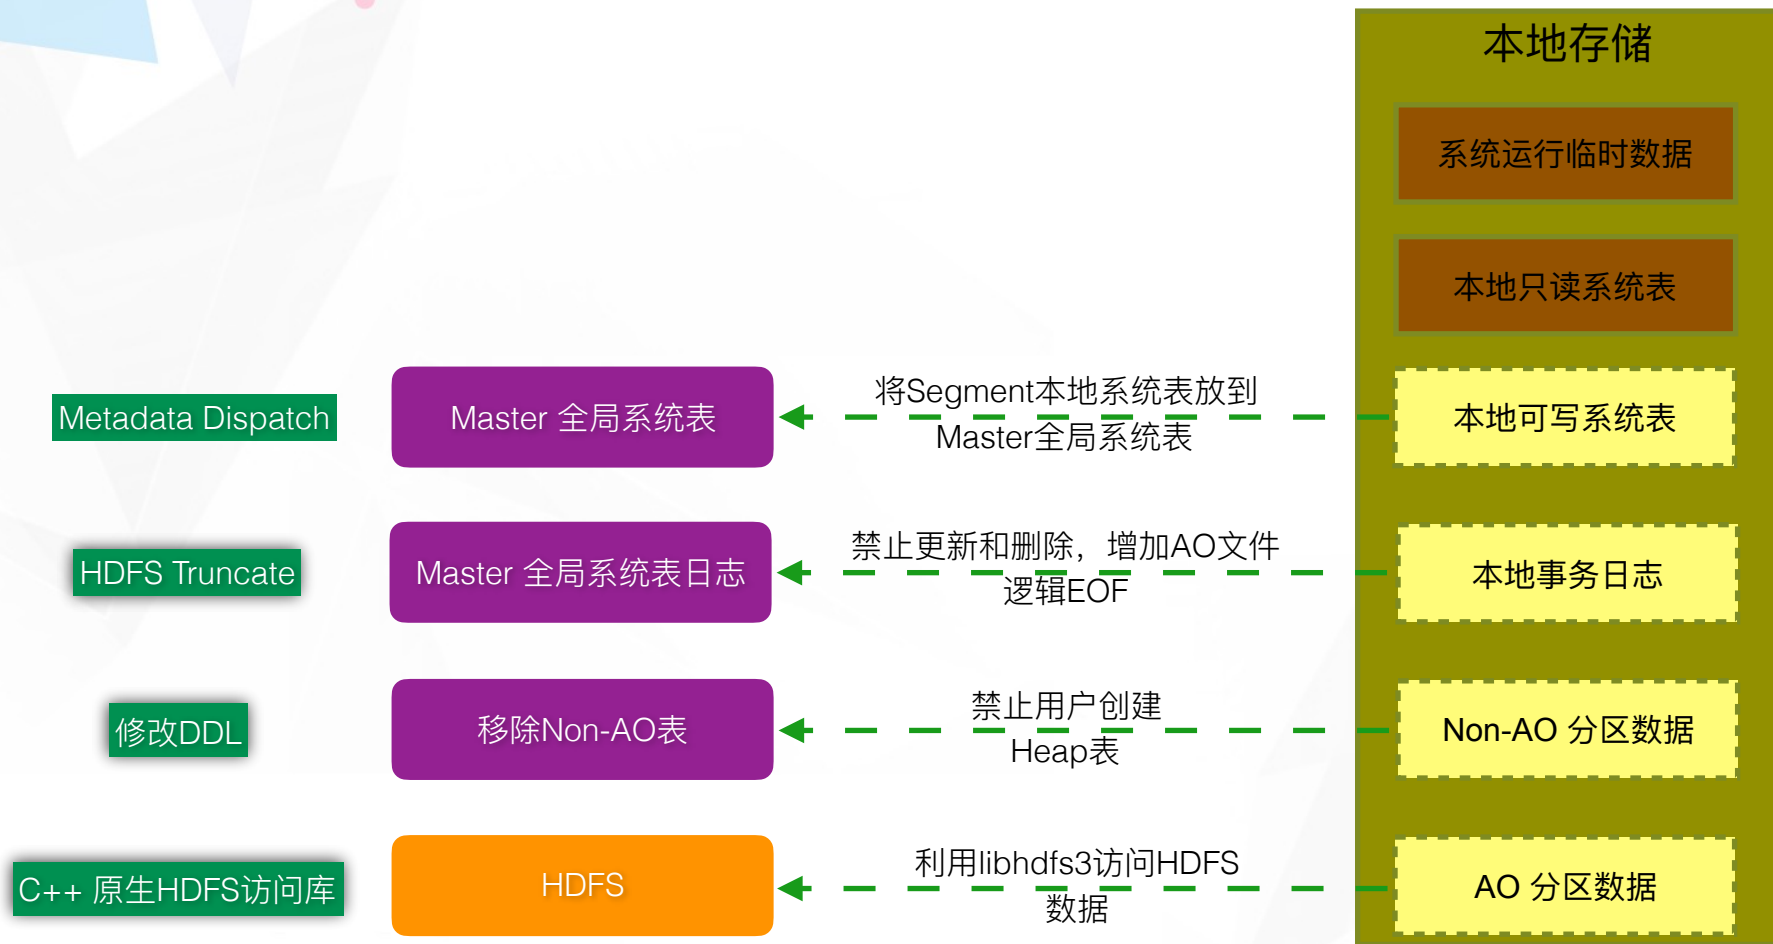 本地存储
系统运行临时数据
本地只读系统表
Metadata Dispatch
Master 全局系统表
将Segment本地系统表放到
Master全局系统表
本地可写系统表
HDFS Truncate
Master 全局系统表日志
禁止更新和删除，增加AO文件
逻辑EOF
本地事务日志
修改DDL
移除Non-AO表
禁止用户创建
Heap表
Non-AO 分区数据
C++ 原生HDFS访问库
HDFS
利用libhdfs3访问HDFS
数据
AO 分区数据